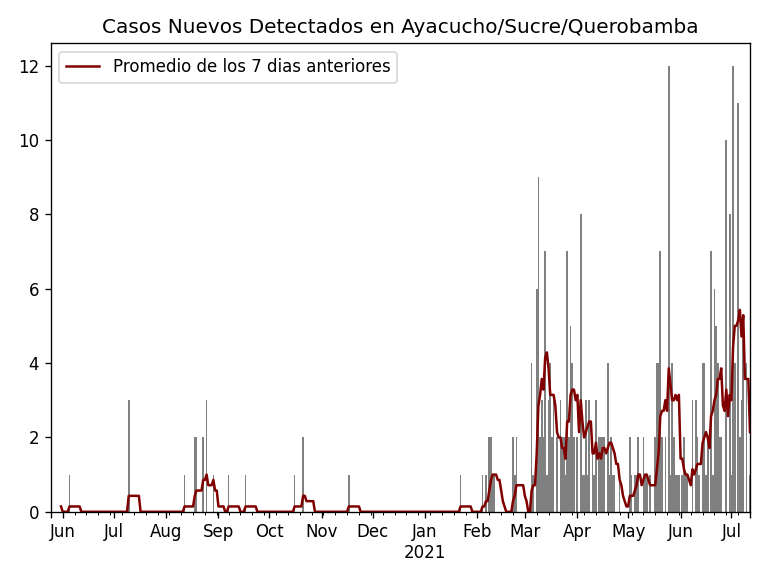 Casos Nuevos Detectados en Ayacucho/Sucre/Querobamba
Promedio de los 7 dias anteriores
12
10
8
6
4
2
0
Jun Jul Aug Sep Oct Nov Dec Jan Feb Mar Apr May Jun Jul
2021